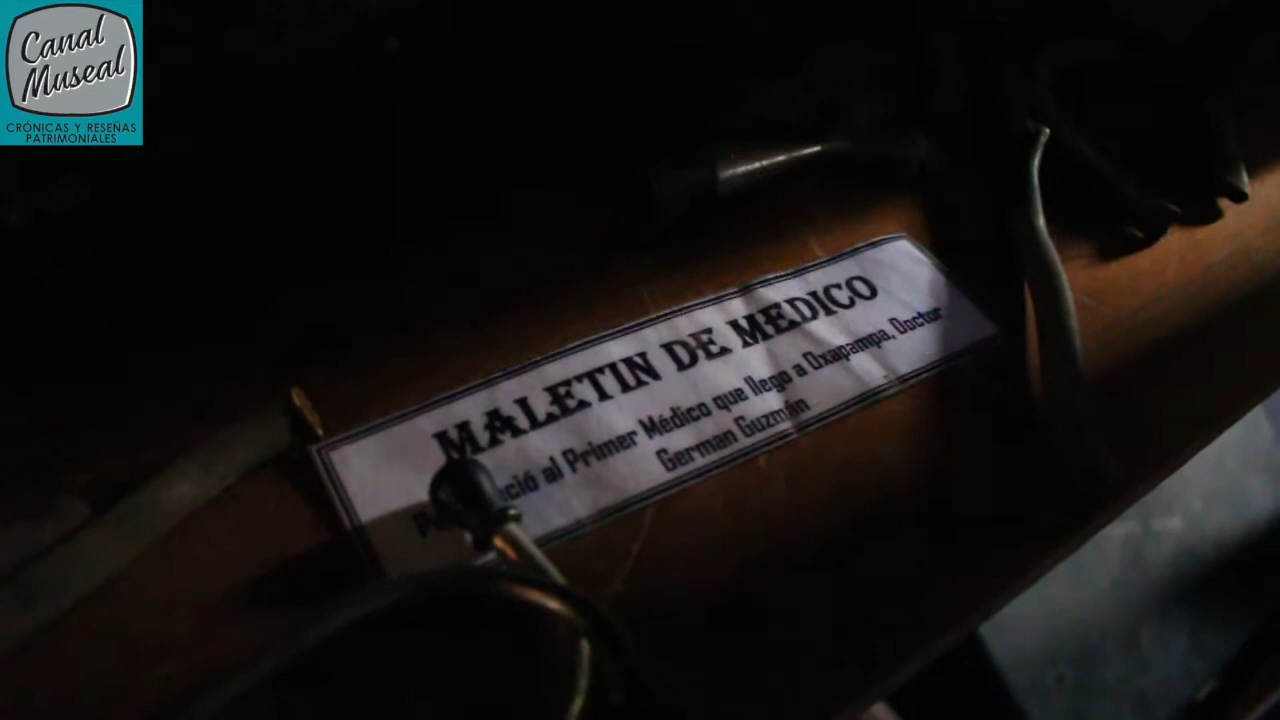 Canal
Museal
CRÓNICAS Y RESEÑAS
PATRIMONIALES
MALETIN DE MEDICO
al Primer Médico que llego a Oxapampa, Doctor
German Guzmán